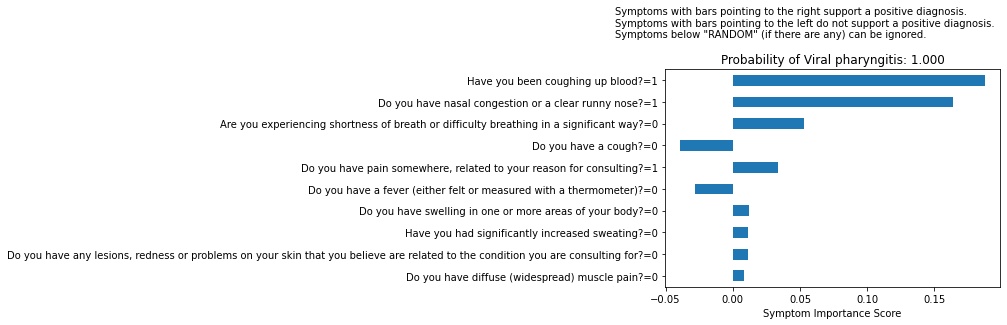 Symptoms with bars pointing to the right support a positive diagnosis.
Symptoms with bars pointing to the left do not support a positive diagnosis.
Symptoms below "RANDOM" (if there are any) can be ignored.
Probability of Viral pharyngitis: 1.000
Have you been coughing up blood?=1
Do you have nasal congestion or a clear runny nose?=1
Are you experiencing shortness of breath or difficulty breathing in a significant way?=0
Do you have a cough?=0
Do you have pain somewhere, related to your reason for consulting?=1
Do you have a fever (either felt or measured with a thermometer)?=0
Do you have swelling in one or more areas of your body?=0
Have you had significantly increased sweating?=0
Do you have any lesions, redness or problems on your skin that you believe are related to the condition you are consulting for?=0
Do you have diffuse (widespread) muscle pain?=0
−0.05 0.00 0.05 0.10 0.15
Symptom Importance Score